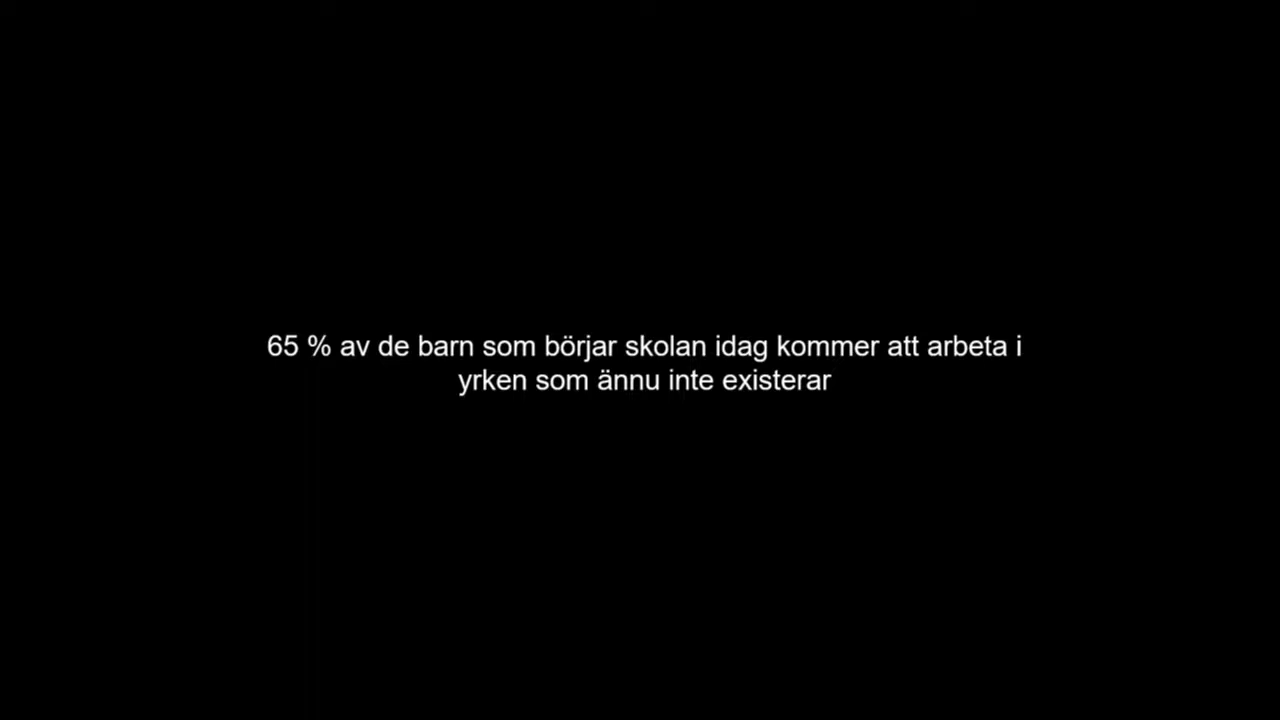 65 % av de barn som börjar skolan idag kommer att arbeta i
yrken som ännu inte existerar